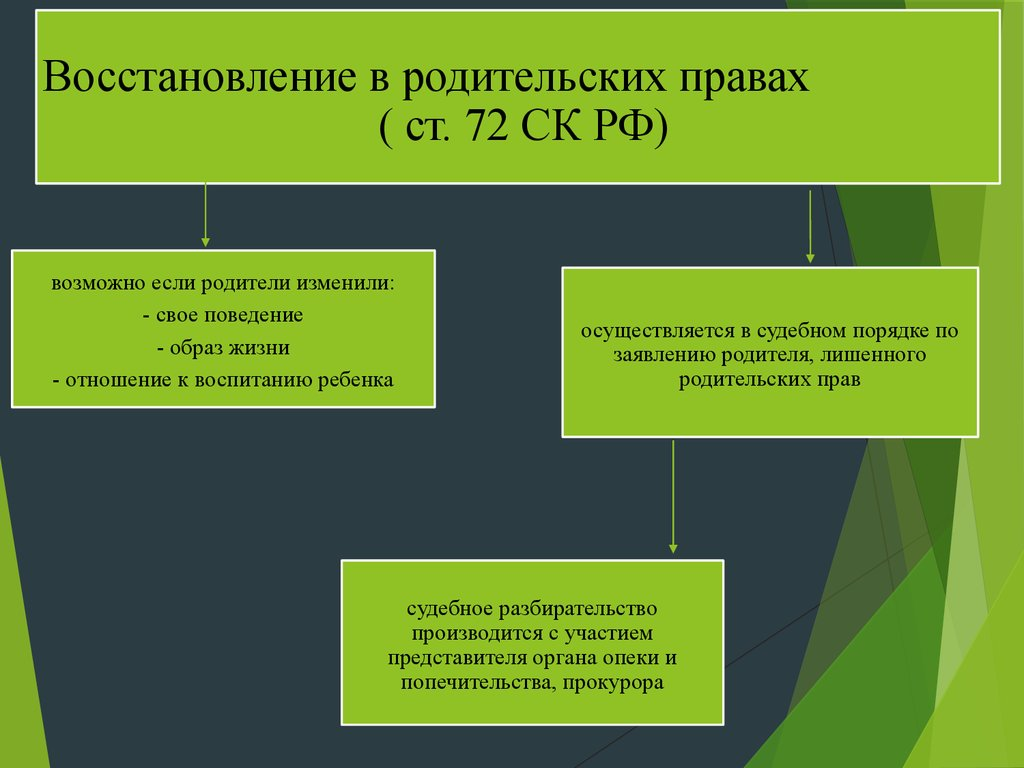 Восстановление в родительских правах
( ст. 72 СК РФ)
возможно если родители изменили:
- свое поведение
- образ жизни
- отношение к воспитанию ребенка
осуществляется в судебном порядке по
заявлению родителя, лишенного
родительских прав
судебное разбирательство
производится с участием
представителя органа опеки и
попечительства, прокурора